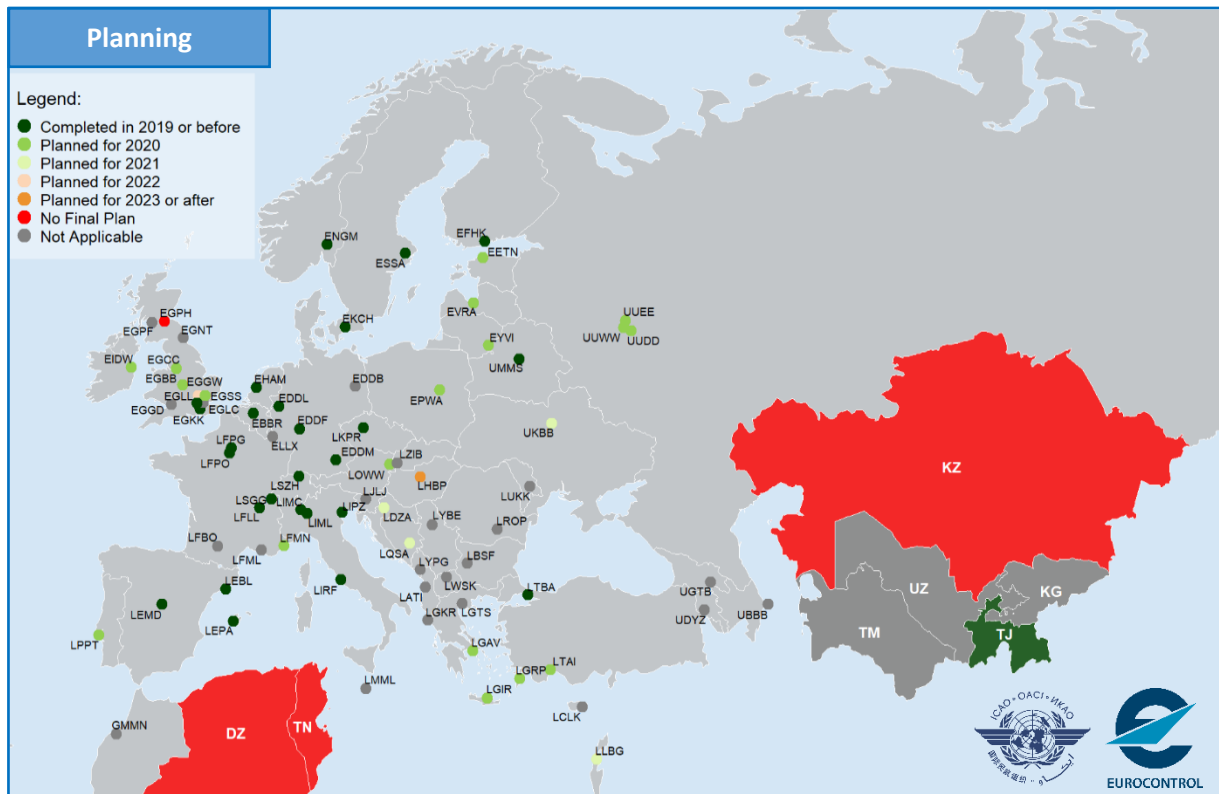 Planning
Legend:
Completed in 2019 or before
Planned for 2020
Planned for 2021
Planned for 2022
Planned for 2023 or after
No Final Plan
Not Applicable
ENGM
ESSA
EFHK
EETN
EGPH
EGPF
EGNT
EKCH
EVRA
EYVI
UMMS
UUEE
UUWW
UUDD
EIDW
EGCC
EGBB
EGGW
EGLL
EGSS
EGGD
EGLC
EGKK
EHAM
EDDL
EDDB
EPWA
EBBR
EDDF
ELLX
LKPR
UKBB
LFPG
LFPO
EDDM
LOWW
LZIB
LHBP
LUKK
LSZH
LSGG
LIMC
LIPZ
LJLJ
LDZA
LYBE
LROP
LFLL
LIML
LFBO
LFMN
LFML
LQSA
LYPG
LBSF
LWSK
LATI
LGKR
LGTS
LTBA
LEBL
LIRF
LEMD
LEPA
LPPT
LGAV
LGRP
LTAI
LGIR
LMML
LCLK
GMMN
LLBG
UGTB
UDYZ
UBBB
KZ
UZ
KG
TM
TJ
DZ
TN
ICAO • OACI • ИКАО
EUROCONTROL